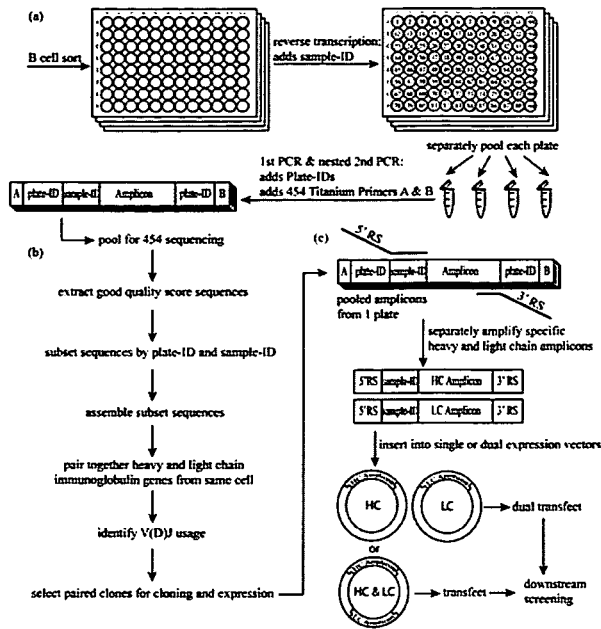 (a)
B cell sort
reverse transcription:
adds sample-ID
separately pool each plate
1st PCR & nested 2nd PCR:
adds Plate-IDs
adds 454 Titanium Primers A & B
A plate-ID sample-ID Amplicon plate-ID B
pool for 454 sequencing
(b)
extract good quality score sequences
subset sequences by plate-ID and sample-ID
assemble subset sequences
pair together heavy and light chain
immunoglobulin genes from same cell
identify V(D)J usage
select paired clones for cloning and expression
(c)
5' RS
A plate-ID sample-ID Amplicon plate-ID B
3' RS
pooled amplicons
from 1 plate
separately amplify specific
heavy and light chain amplicons
5'RS sample-ID HC Amplicon 3' RS
5'RS sample-ID LC Amplicon 3' RS
insert into single or dual expression vectors
HC Amplicon
HC
LC Amplicon
LC
dual transfect
or
HC & LC
transfect
downstream
screening